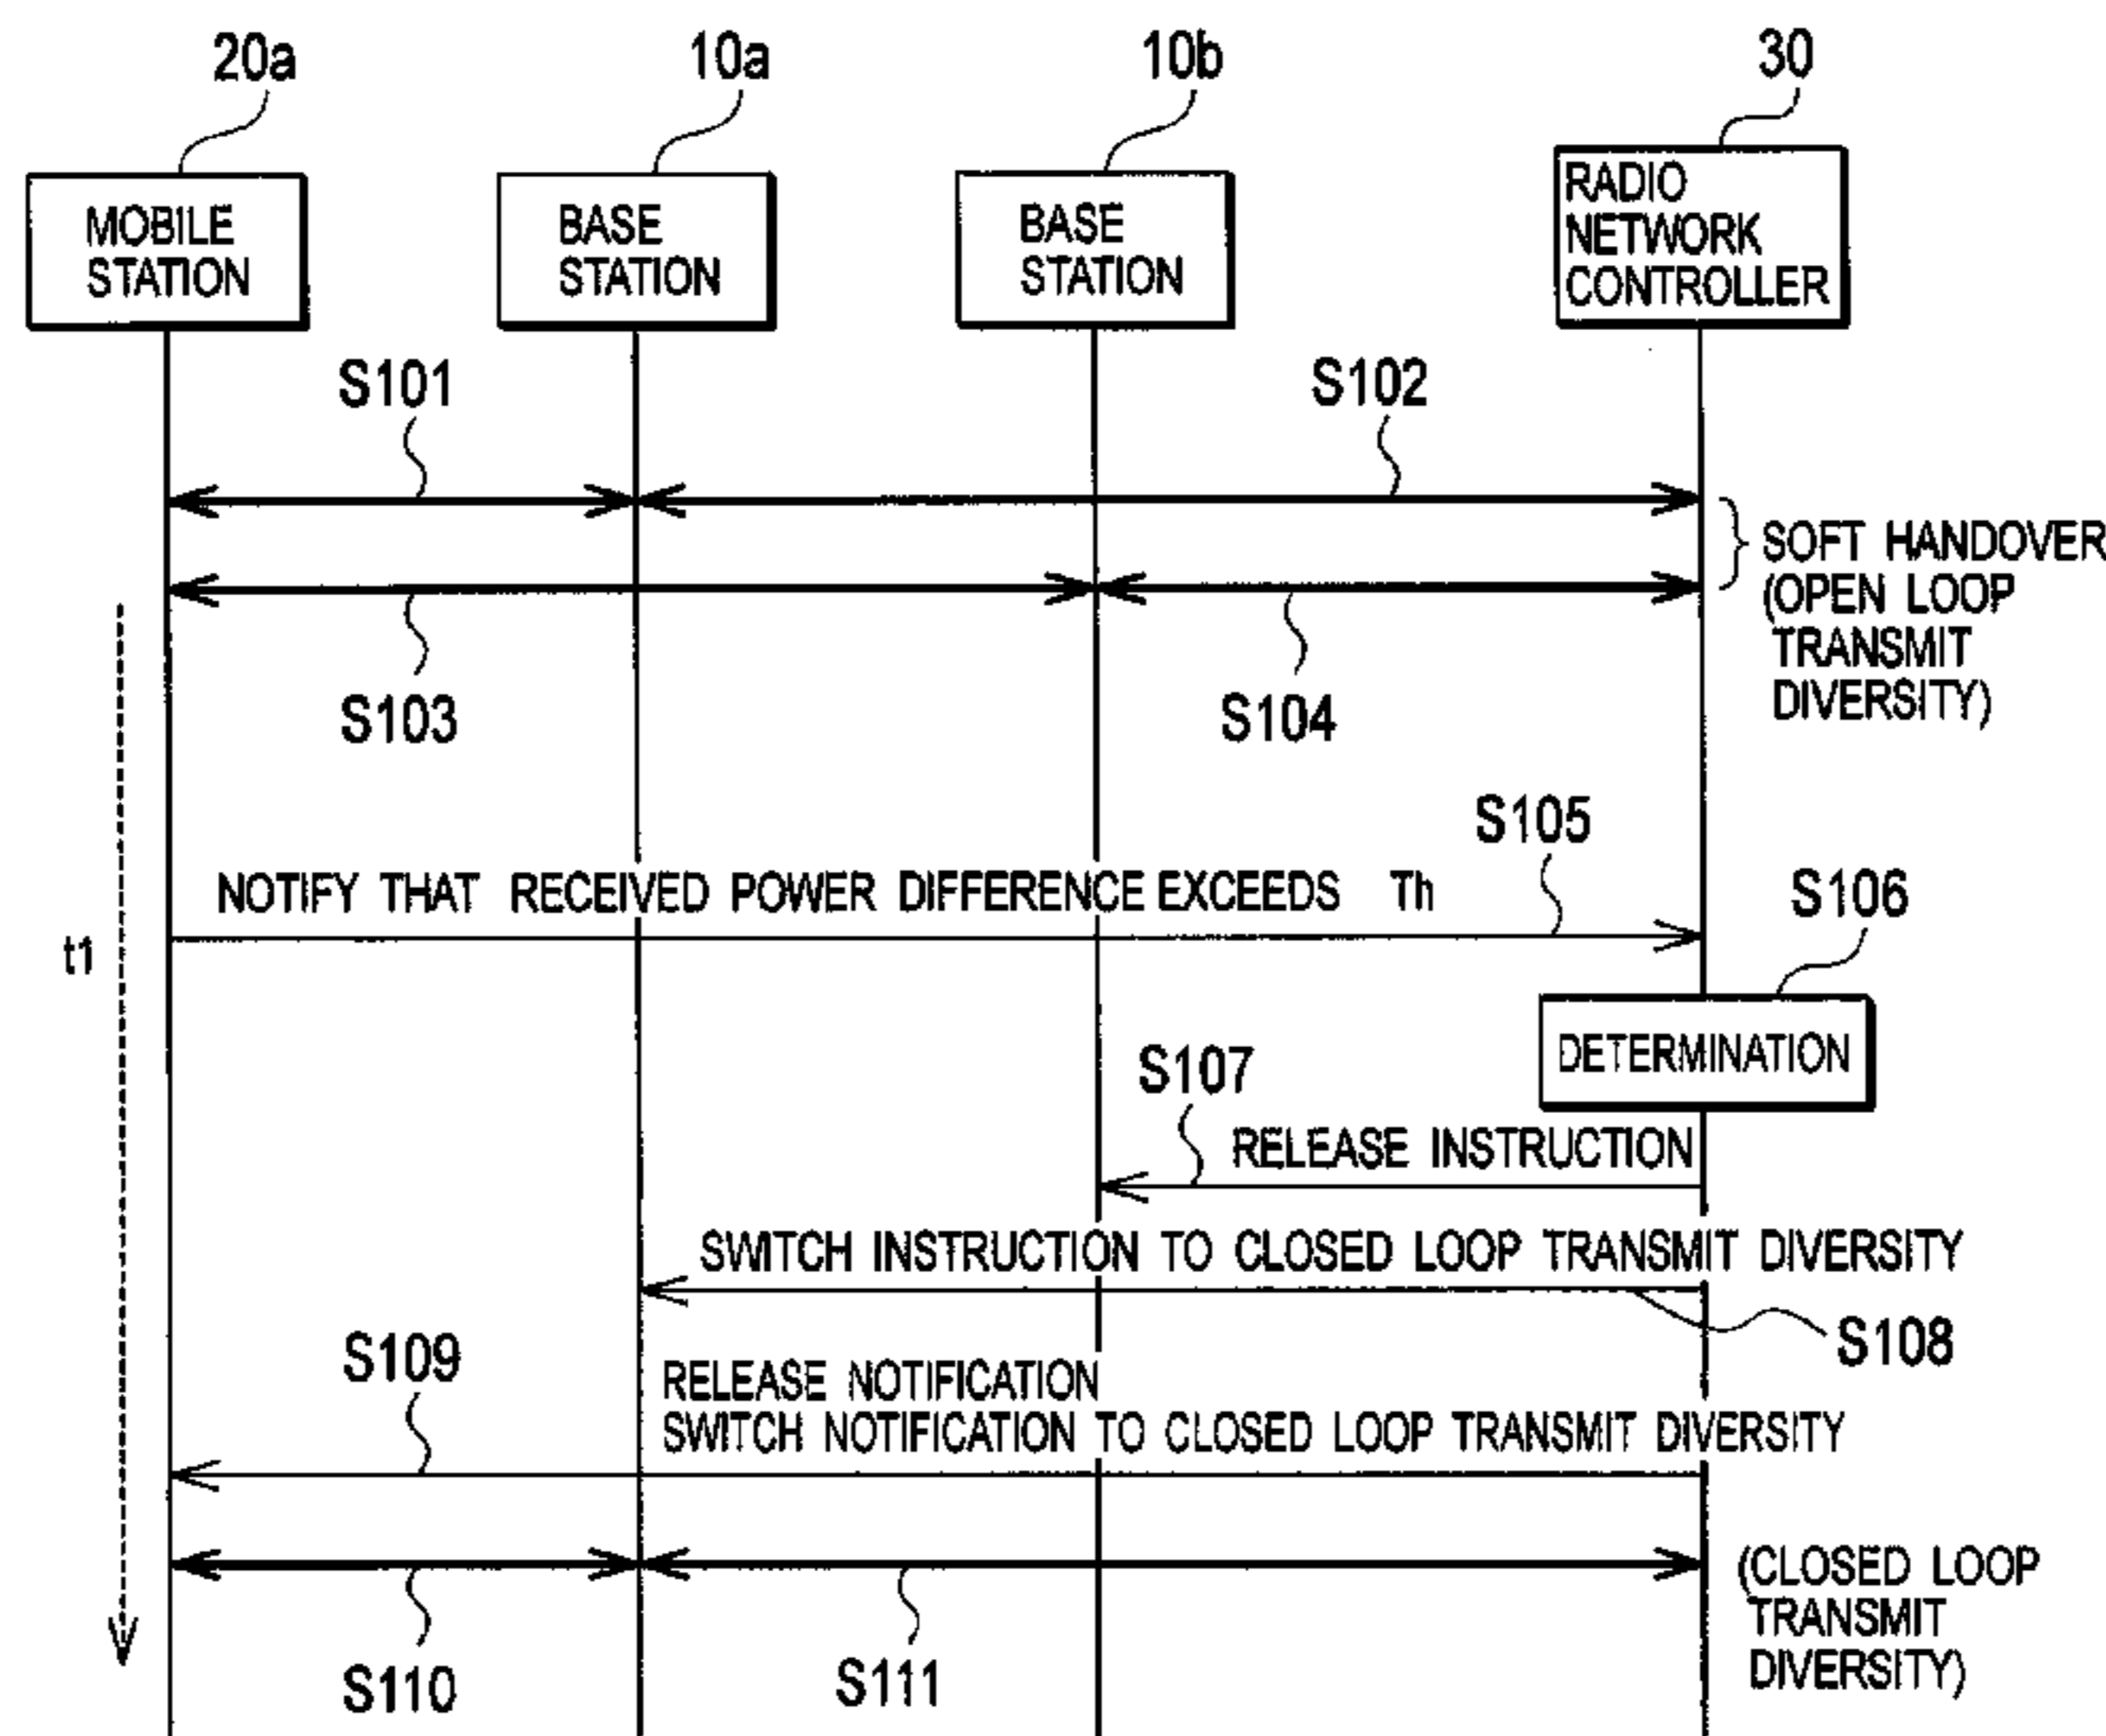 20a
10a
10b
30
MOBILE
STATION
BASE
STATION
BASE
STATION
RADIO
NETWORK
CONTROLLER
S101
S102
SOFT HANDOVER
(OPEN LOOP
TRANSMIT
DIVERSITY)
S103
S104
S105
NOTIFY THAT RECEIVED POWER DIFFERENCE EXCEEDS Th
S106
t1
DETERMINATION
S107
RELEASE INSTRUCTION
SWITCH INSTRUCTION TO CLOSED LOOP TRANSMIT DIVERSITY
S108
S109
RELEASE NOTIFICATION
SWITCH NOTIFICATION TO CLOSED LOOP TRANSMIT DIVERSITY
(CLOSED LOOP
TRANSMIT
DIVERSITY)
S110
S111